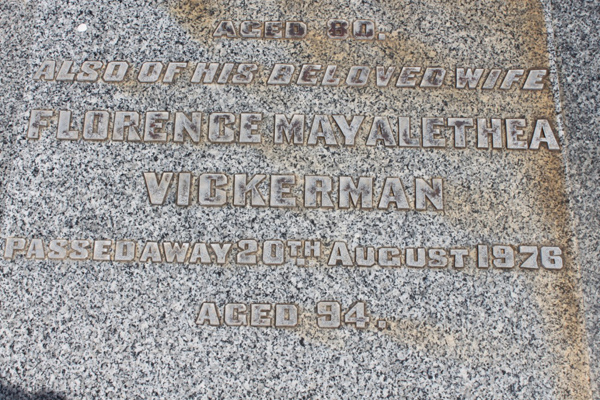 AGED 80.
ALSO OF HIS BELOVED WIFE
FLORENCE MAY ALETHEA
VICKERMAN
PASSED AWAY 20TH AUGUST 1976
AGED 94.